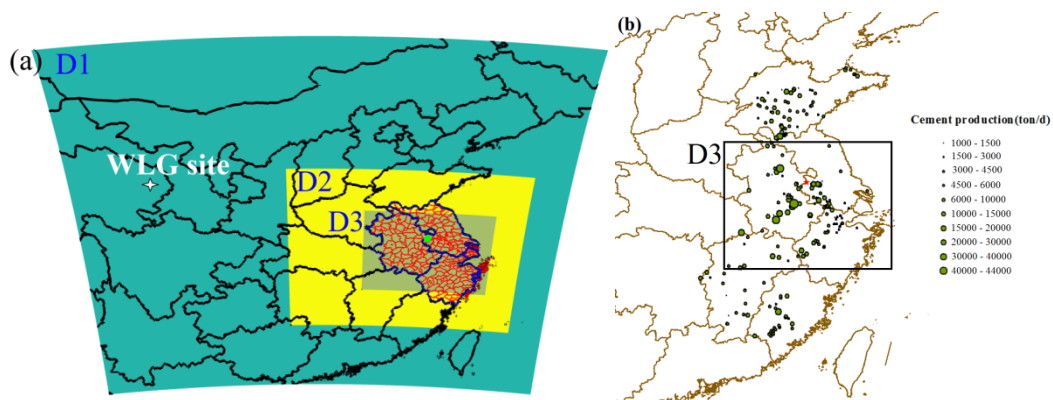 (a)
D1
WLG site
D2
D3
(b)
D3
Cement production(ton/d)
1000 - 1500
1500 - 3000
3000 - 4500
4500 - 6000
6000 - 10000
10000 - 15000
15000 - 20000
20000 - 30000
30000 - 40000
40000 - 44000